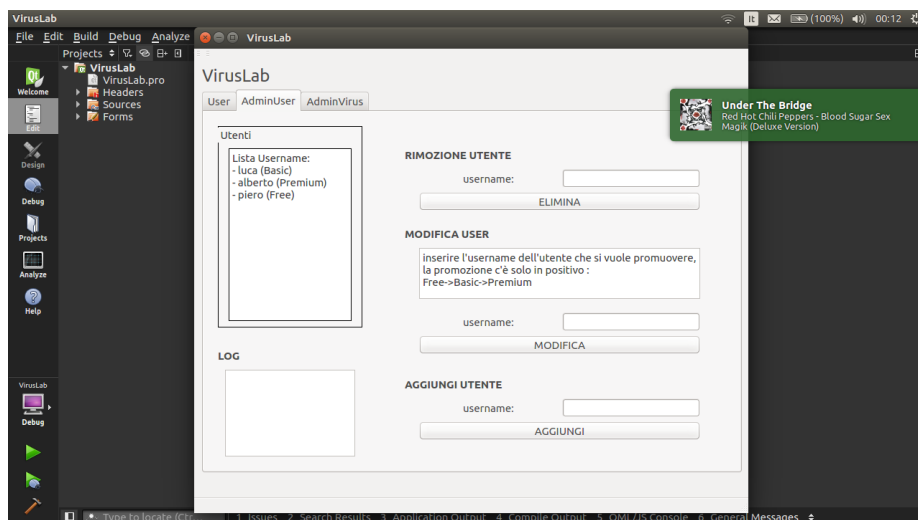 VirusLab
It
(100%)
00:12
File Edit Build Debug Analyze
VirusLab
Projects
VirusLab
VirusLab.pro
Headers
Sources
Forms
Welcome
Edit
Design
Debug
Projects
Analyze
Help
VirusLab
Debug
VirusLab
User AdminUser AdminVirus
Utenti
Lista Username:
- luca (Basic)
- alberto (Premium)
- piero (Free)
LOG
RIMOZIONE UTENTE
username:
ELIMINA
MODIFICA USER
inserire l'username dell'utente che si vuole promuovere,
la promozione c'è solo in positivo :
Free->Basic->Premium
username:
MODIFICA
AGGIUNGI UTENTE
username:
AGGIUNGI
Under The Bridge
Red Hot Chili Peppers - Blood Sugar Sex
Magik (Deluxe Version)
Type to locate (Ctr
1 Issues 2 Search Results 3 Application Output 4 Compile Output 5 QML/JS Console 6 General Messages